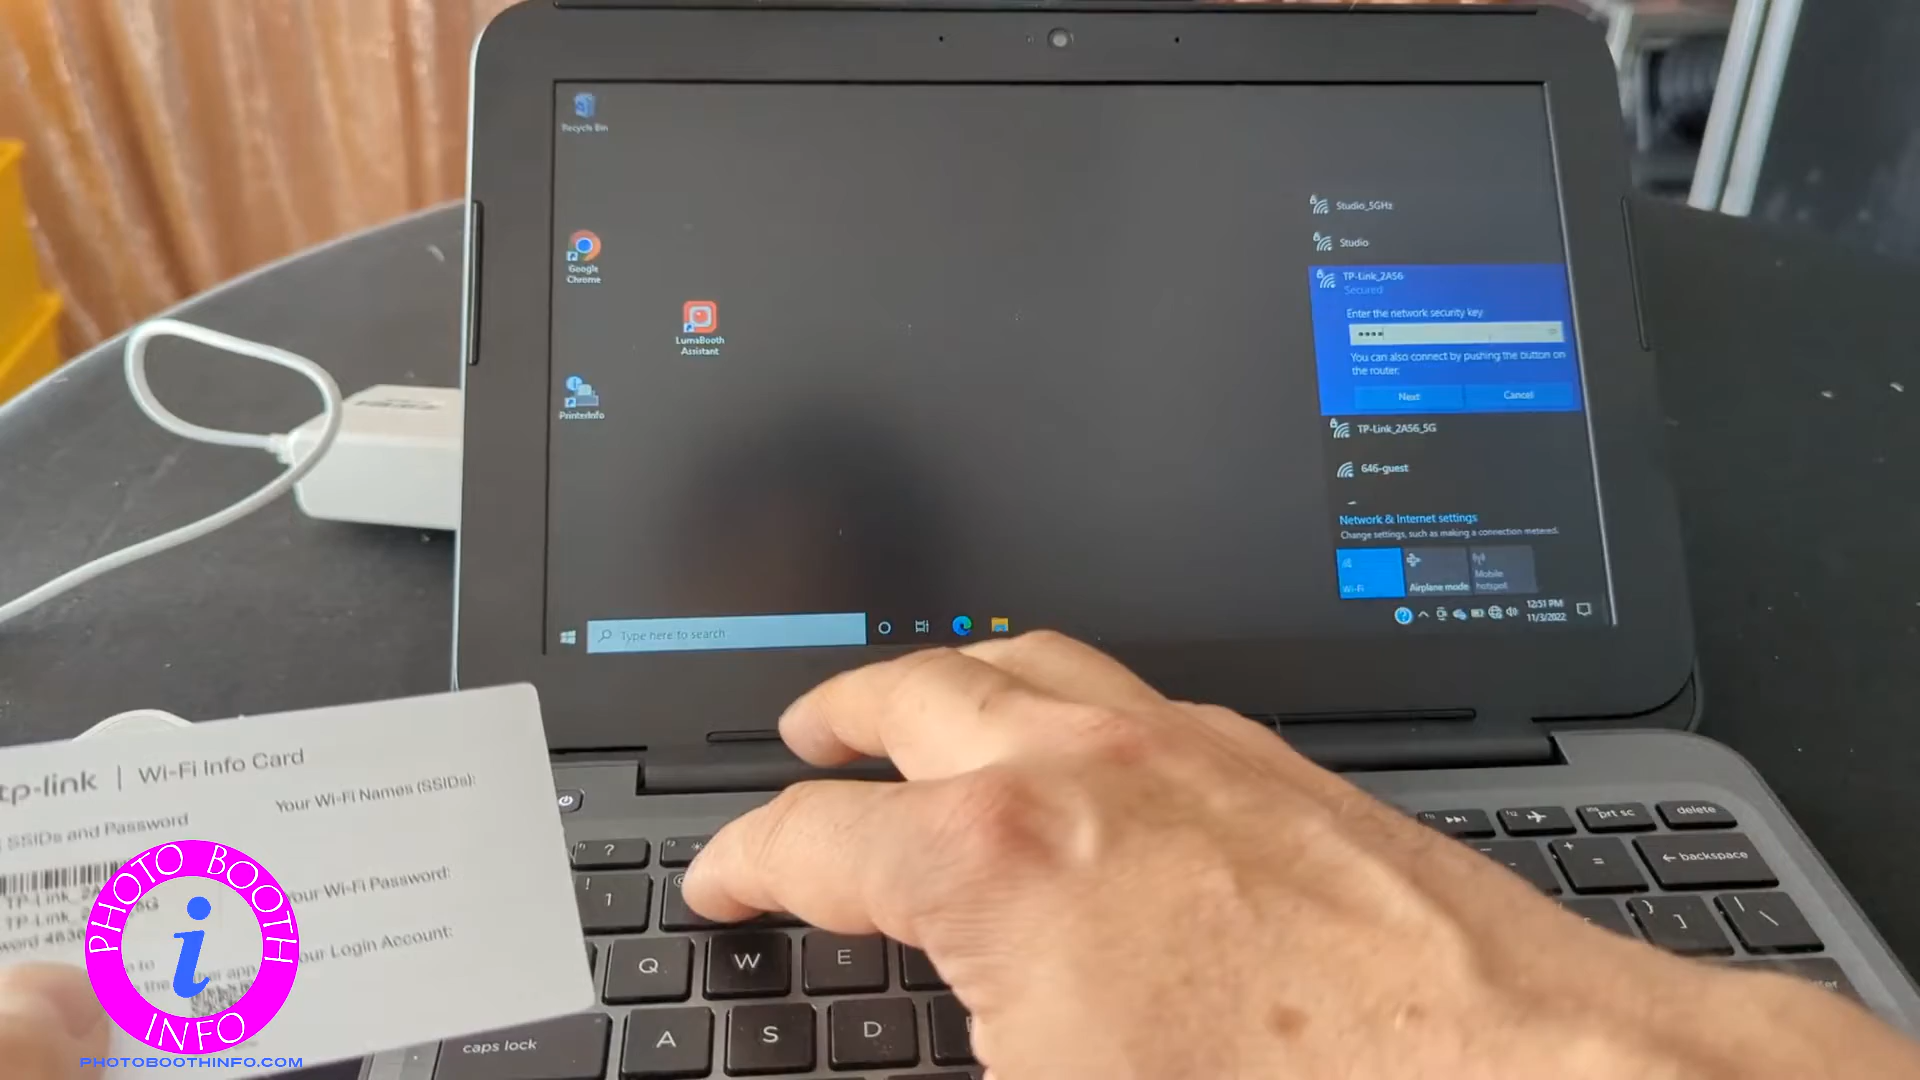 Recycle Bin
Google
Chrome
LumaBooth
Assistant
PrinterInfo
Studio_5GHz
Studio
TP-Link_2A56
Secured
Enter the network security key
You can also connect by pushing the button on
the router.
Next
Cancel
TP-Link_2A56_5G
646-guest
Network & Internet settings
Change settings, such as making a connection metered.
Wi-Fi
Airplane mode
Mobile
hotspot
Type here to search
12:51 PM
11/3/2022
tp-link | Wi-Fi Info Card
SSIDs and Password
Your Wi-Fi Names (SSIDs):
Your Wi-Fi Password:
Your Login Account:
PHOTO BOOTH
INFO
PHOTOBOOTHINFO.COM
prt sc
delete
backspace
?
!
1
+
=
}
]
|
\
Q
W
E
caps lock
A
S
D